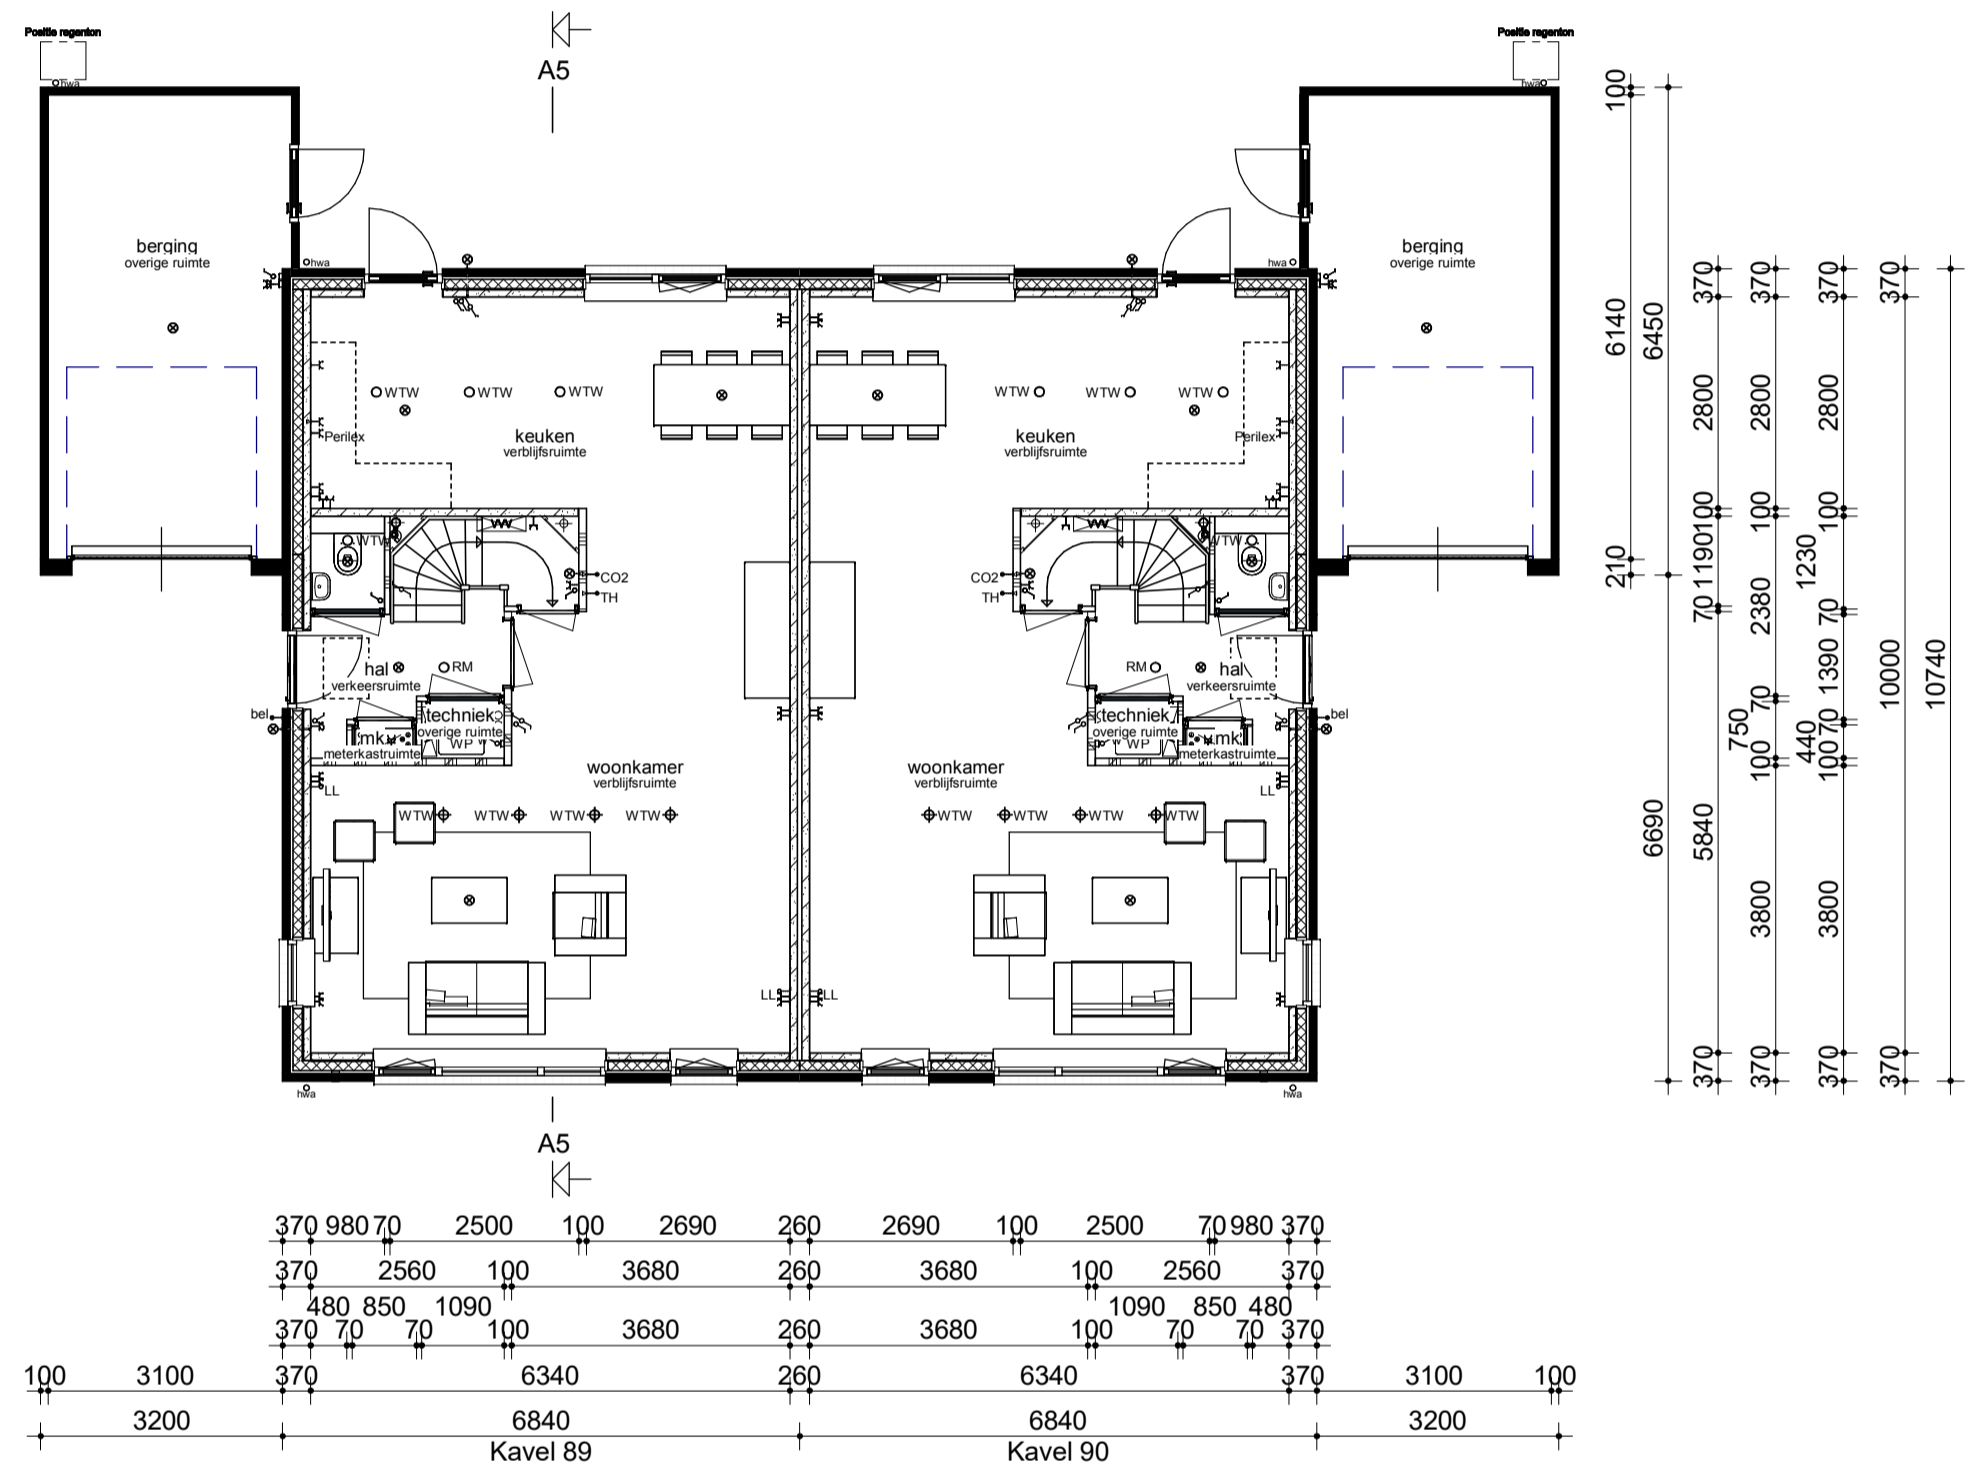 Positie regenton
Positie regenton
A5
hwa
hwa
100
berging
overige ruimte
berging
overige ruimte
hwa
hwa
370
370
370
370
6140
6450
2800
2800
2800
WTW
WTW
WTW
WTW
WTW
WTW
Perilex
keuken
verblijfsruimte
keuken
verblijfsruimte
Perilex
100
100
100
WTW
WTW
CO2
TH
CO2
TH
210
1190
1230
70
2380
70
hal
verkeersruimte
RM
RM
hal
verkeersruimte
1390
10000
10740
bel
techniek
overige ruimte
WP
mk
meterkastruimte
techniek
overige ruimte
WP
mk
meterkastruimte
bel
70
70
750
440
100
100
woonkamer
verblijfsruimte
woonkamer
verblijfsruimte
LL
LL
WTW
WTW
WTW
WTW
WTW
WTW
WTW
WTW
6690
5840
3800
3800
LL
LL
370
370
370
370
hwa
hwa
A5
370 980 70 2500 100 2690 260 2690 100 2500 70 980 370
370 2560 100 3680 260 3680 100 2560 370
480 850 1090 1090 850 480
370 70 70 100 3680 260 3680 100 70 70 370
100 3100 370 6340 260 6340 370 3100 100
3200 6840 6840 3200
Kavel 89 Kavel 90